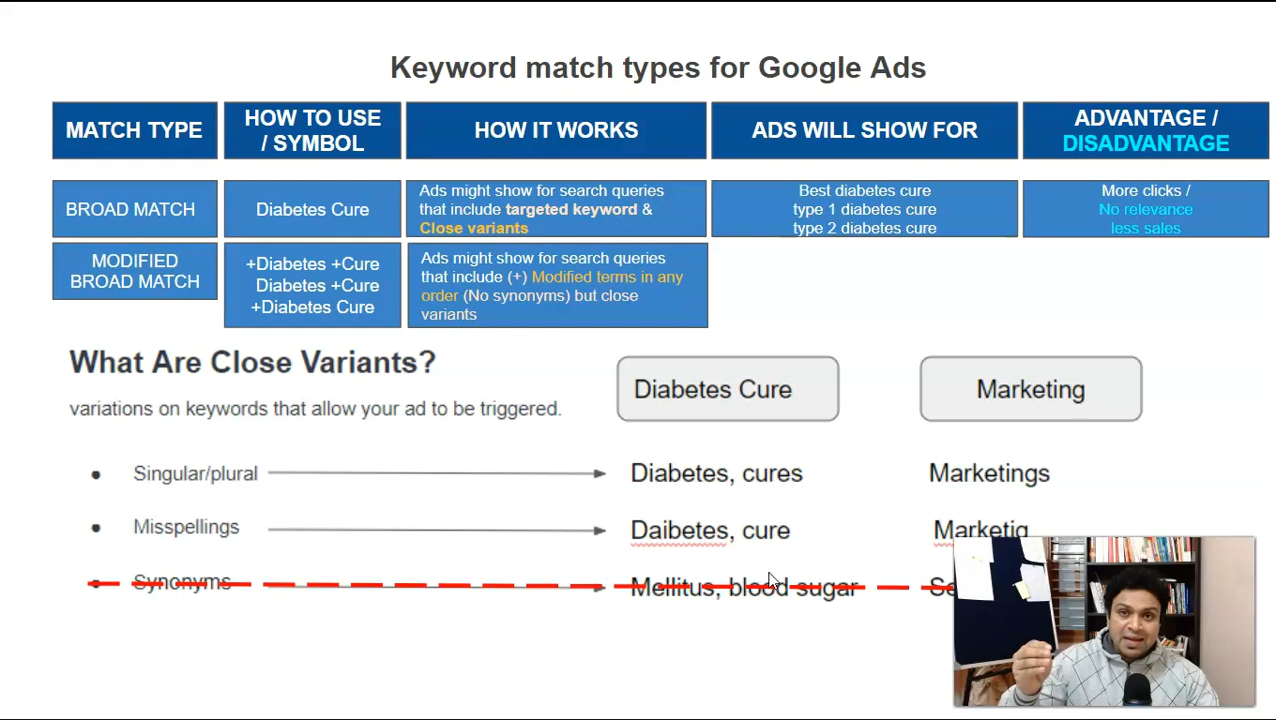 Keyword match types for Google Ads
MATCH TYPE
HOW TO USE
/ SYMBOL
HOW IT WORKS
ADS WILL SHOW FOR
ADVANTAGE /
DISADVANTAGE
BROAD MATCH
Diabetes Cure
Ads might show for search queries
that include targeted keyword &
Close variants
Best diabetes cure
type 1 diabetes cure
type 2 diabetes cure
More clicks /
No relevance
less sales
MODIFIED
BROAD MATCH
+Diabetes +Cure
Diabetes +Cure
+Diabetes Cure
Ads might show for search queries
that include (+) Modified terms in any
order (No synonyms) but close
variants
What Are Close Variants?
variations on keywords that allow your ad to be triggered.
Diabetes Cure
Marketing
Singular/plural
Diabetes, cures
Marketings
Misspellings
Daibetes, cure
Marketig
Synonyms
Mellitus, blood sugar